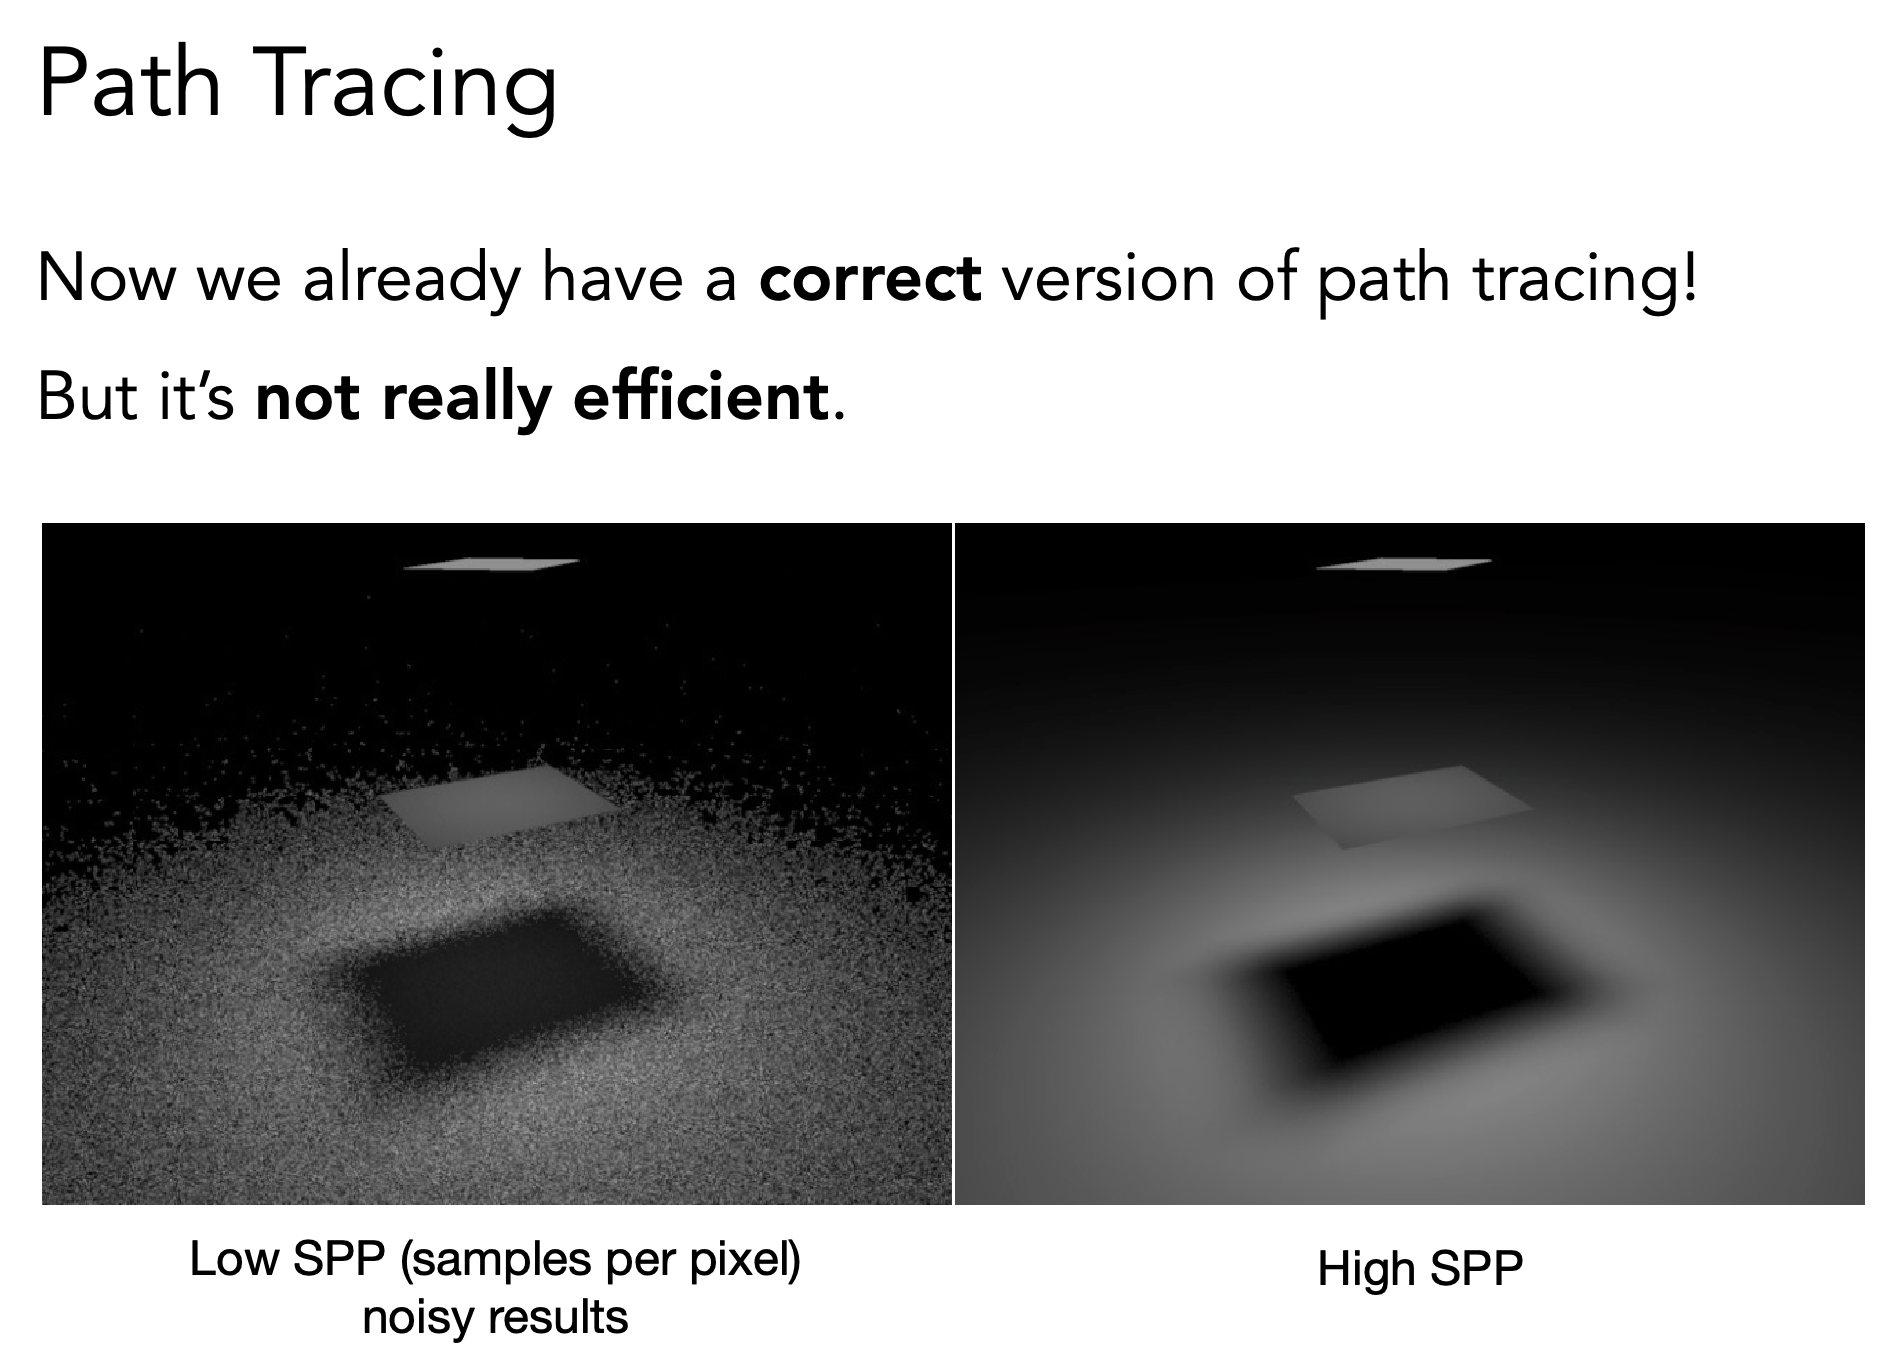 Path Tracing
Now we already have a correct version of path tracing!
But it’s not really efficient.
Low SPP (samples per pixel)
noisy results
High SPP